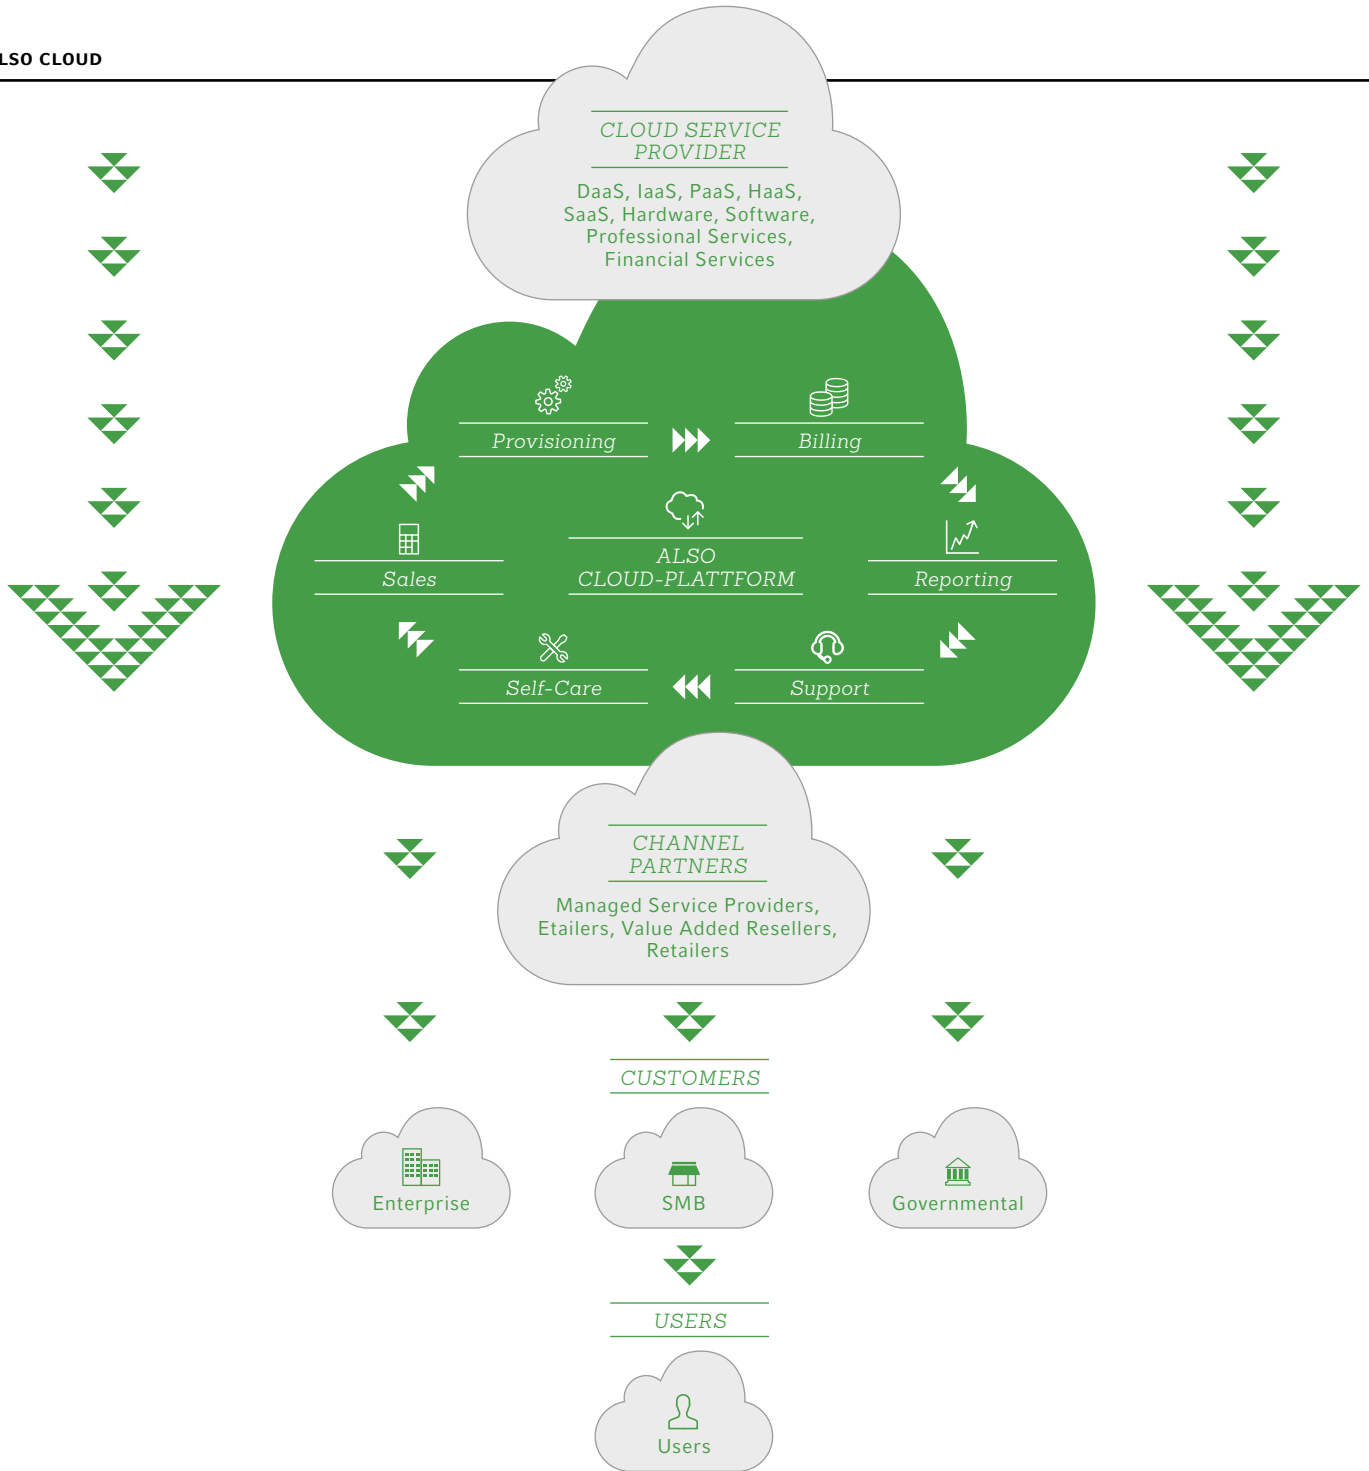 LSO CLOUD
CLOUD SERVICE
PROVIDER
DaaS, IaaS, PaaS, HaaS,
SaaS, Hardware, Software,
Professional Services,
Financial Services
Provisioning
Billing
ALSO
CLOUD-PLATTFORM
Sales
Reporting
Self-Care
Support
CHANNEL
PARTNERS
Managed Service Providers,
Etailers, Value Added Resellers,
Retailers
CUSTOMERS
Enterprise
SMB
Governmental
USERS
Users